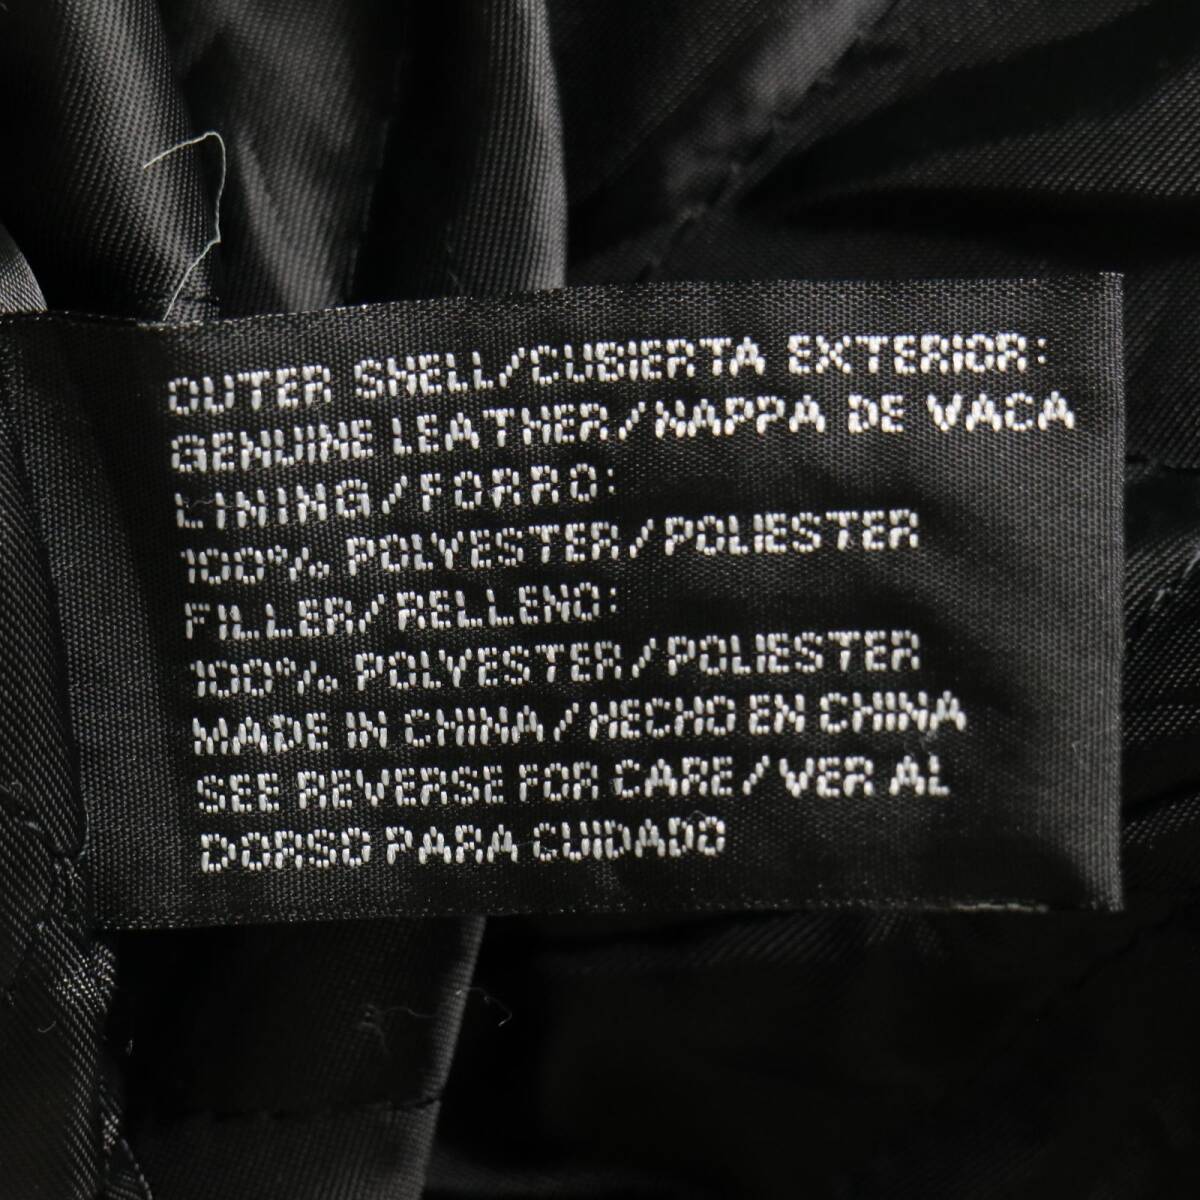 OUTER SHELL/CUBIERTA EXTERIOR:
GENUINE LEATHER/NAPPA DE VACA
LINING/FORRO:
100% POLYESTER/POLIESTER
FILLER/RELLENO:
100% POLYESTER/POLIESTER
MADE IN CHINA/HECHO EN CHINA
SEE REVERSE FOR CARE/VER AL
DORSO PARA CUIDADO